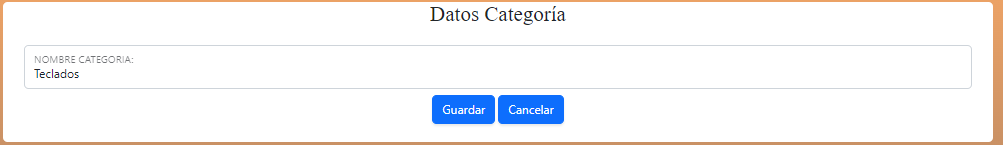 Datos Categoría
NOMBRE CATEGORIA:
Teclados
Guardar Cancelar